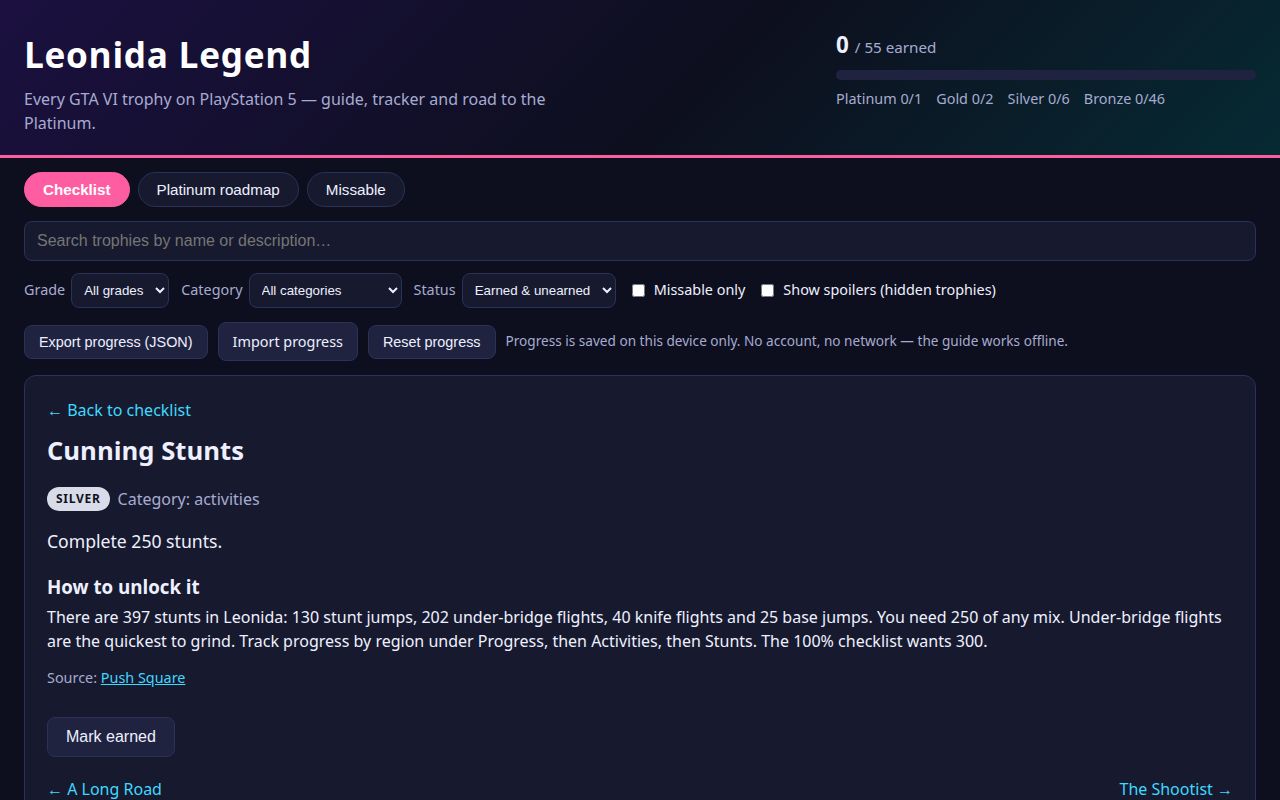 Leonida Legend
Every GTA VI trophy on PlayStation 5 — guide, tracker and road to the
Platinum.
0 / 55 earned
Platinum 0/1 Gold 0/2 Silver 0/6 Bronze 0/46
Checklist Platinum roadmap Missable
Search trophies by name or description…
Grade All grades Category All categories Status Earned & unearned Missable only Show spoilers (hidden trophies)
Export progress (JSON) Import progress Reset progress Progress is saved on this device only. No account, no network — the guide works offline.
← Back to checklist
Cunning Stunts
SILVER Category: activities
Complete 250 stunts.
How to unlock it
There are 397 stunts in Leonida: 130 stunt jumps, 202 under-bridge flights, 40 knife flights and 25 base jumps. You need 250 of any mix. Under-bridge flights
are the quickest to grind. Track progress by region under Progress, then Activities, then Stunts. The 100% checklist wants 300.
Source: Push Square
Mark earned
← A Long Road The Shootist →